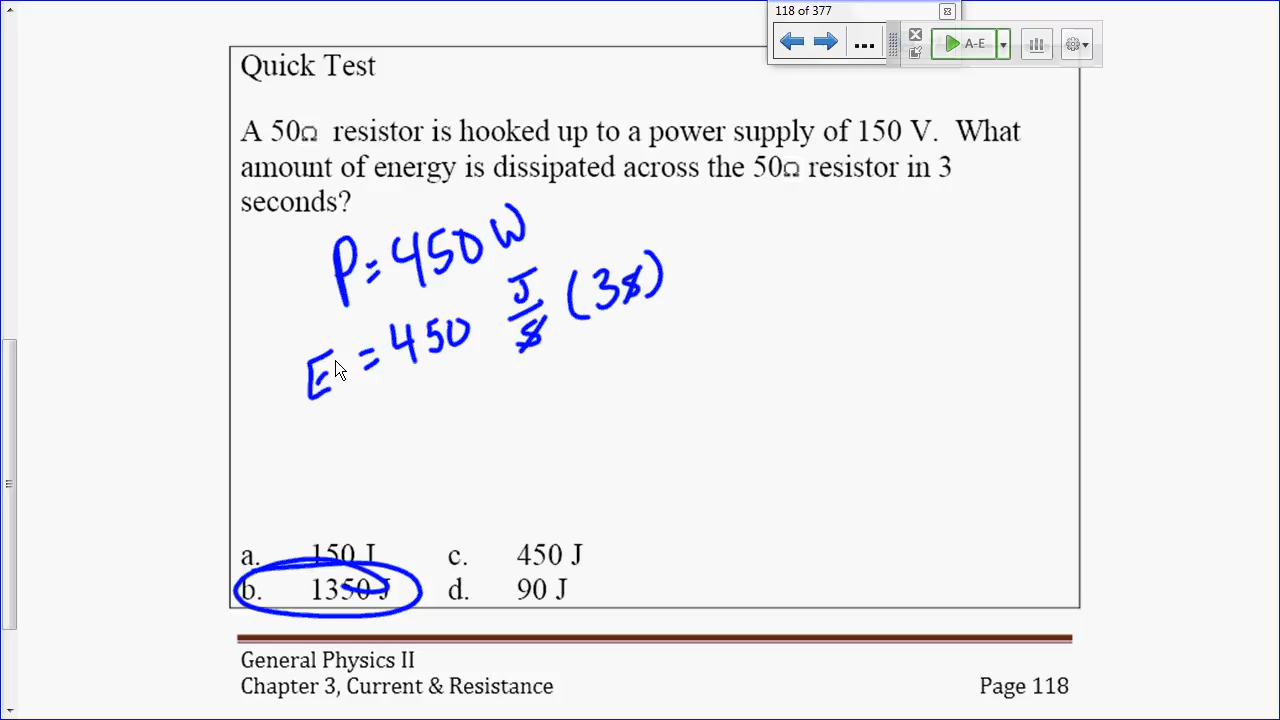 118 of 377
A-E
Quick Test
A 50Ω resistor is hooked up to a power supply of 150 V. What
amount of energy is dissipated across the 50Ω resistor in 3
seconds?
P = 450 W
E = 450 J/s (3s)
a. 150 J c. 450 J
b. 1350 J d. 90 J
General Physics II
Chapter 3, Current & Resistance Page 118